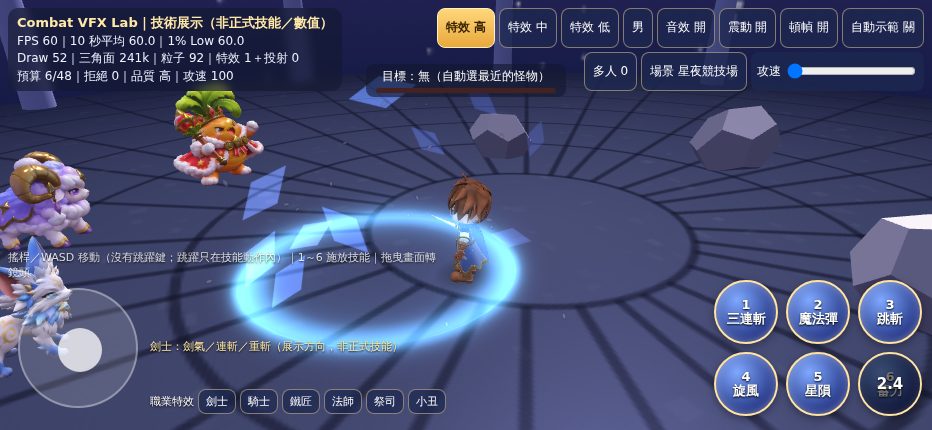 Combat VFX Lab｜技術展示（非正式技能／數值）
FPS 60｜10 秒平均 60.0｜1% Low 60.0
Draw 52｜三角面 241k｜粒子 92｜特效 1＋投射 0
預算 6/48｜拒絕 0｜品質 高｜攻速 100
特效 高
特效 中
特效 低
男
音效 開
震動 開
頓幀 開
自動示範 關
多人 0
場景 星夜競技場
攻速
目標：無（自動選最近的怪物）
搖桿／WASD 移動（沒有跳躍鍵；跳躍只在技能動作內）｜1～6 施放技能｜拖曳畫面轉
鏡頭
劍士：劍氣／連斬／重斬（展示方向，非正式技能）
職業特效
劍士
騎士
鐵匠
法師
祭司
小丑
1
三連斬
2
魔法彈
3
跳斬
4
旋風
5
星隕
6
2.4
蓄力